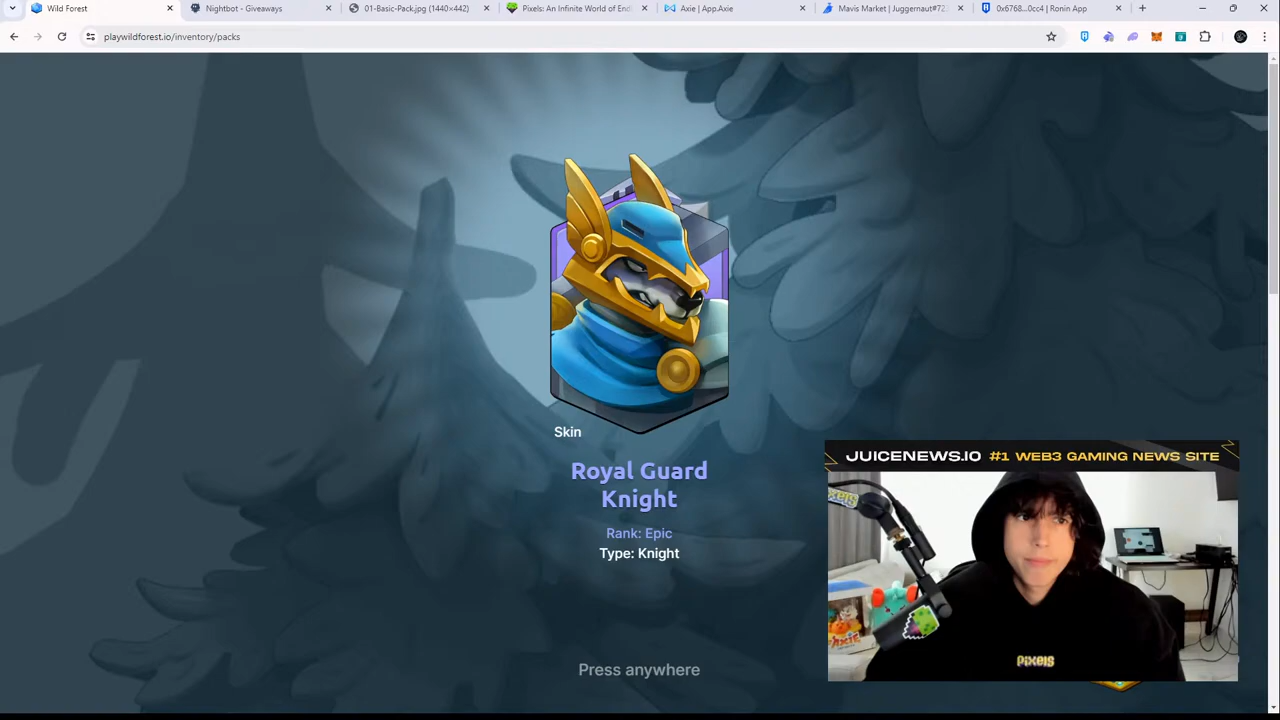 Wild Forest
Nightbot - Giveaways
01-Basic-Pack.jpg (1440×442)
Pixels: An Infinite World of End
Axie | App.Axie
Mavis Market | Juggernaut#72
0x6768...0cc4 | Ronin App
playwildforest.io/inventory/packs
Skin
Royal Guard
Knight
Rank: Epic
Type: Knight
Press anywhere
JUICENEWS.IO #1 WEB3 GAMING NEWS SITE
PIXELS
AXIE
pixels